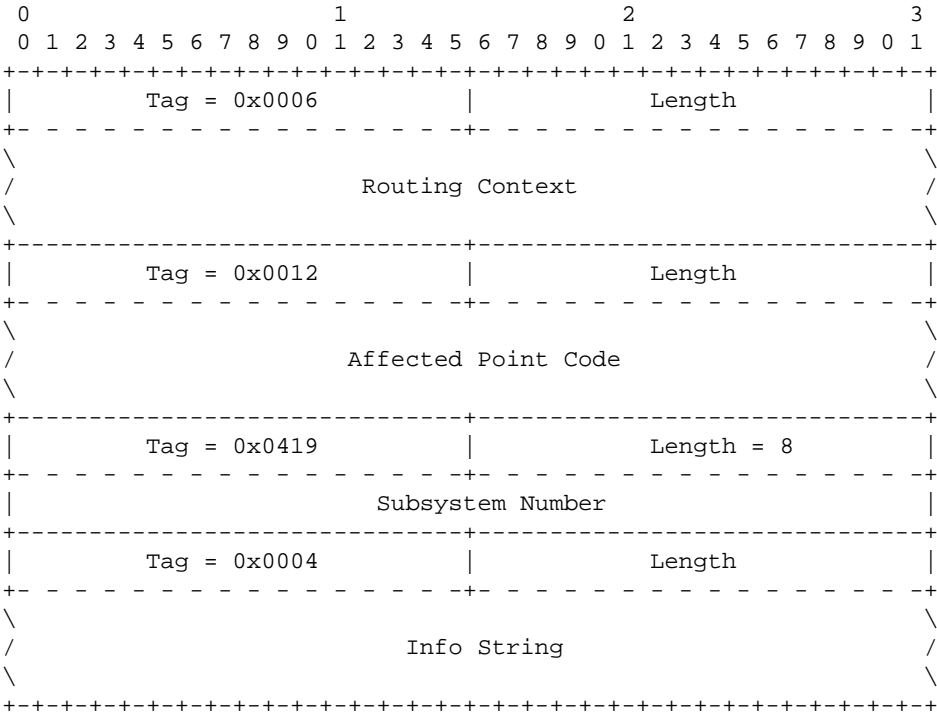 0                   1                   2                   3
 0 1 2 3 4 5 6 7 8 9 0 1 2 3 4 5 6 7 8 9 0 1 2 3 4 5 6 7 8 9 0 1
+-+-+-+-+-+-+-+-+-+-+-+-+-+-+-+-+-+-+-+-+-+-+-+-+-+-+-+-+-+-+-+-+
|         Tag = 0x0006          |            Length             |
+- - - - - - - - - - - - - - - -+- - - - - - - - - - - - - - - -+
\                                                               \
/                        Routing Context                        /
\                                                               \
+-------------------------------+-------------------------------+
|         Tag = 0x0012          |            Length             |
+- - - - - - - - - - - - - - - -+- - - - - - - - - - - - - - - -+
\                                                               \
/                       Affected Point Code                     /
\                                                               \
+-------------------------------+-------------------------------+
|         Tag = 0x0419          |            Length = 8         |
+- - - - - - - - - - - - - - - -+- - - - - - - - - - - - - - - -+
|                         Subsystem Number                      |
+-------------------------------+-------------------------------+
|         Tag = 0x0004          |            Length             |
+- - - - - - - - - - - - - - - -+- - - - - - - - - - - - - - - -+
\                                                               \
/                           Info String                         /
\                                                               \
+-+-+-+-+-+-+-+-+-+-+-+-+-+-+-+-+-+-+-+-+-+-+-+-+-+-+-+-+-+-+-+-+